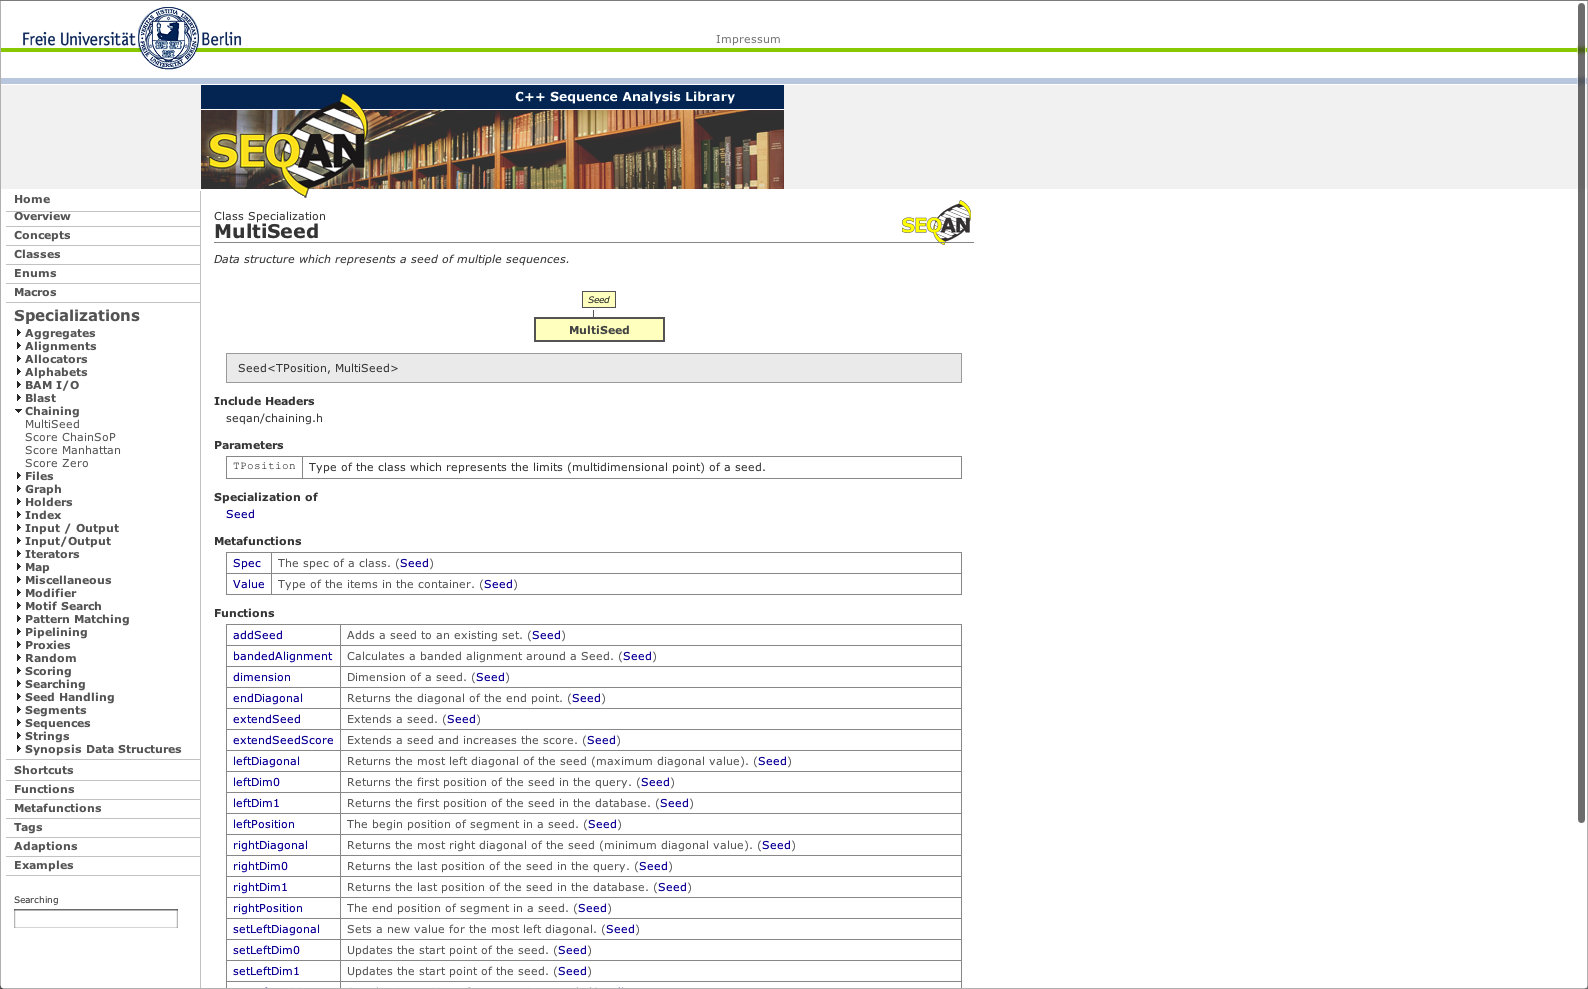 Freie Universität Berlin
Impressum
C++ Sequence Analysis Library
SEQAN
Home
Overview
Concepts
Classes
Enums
Macros
Specializations
Aggregates
Alignments
Allocators
Alphabets
BAM I/O
Blast
Chaining
MultiSeed
Score ChainSoP
Score Manhattan
Score Zero
Files
Graph
Holders
Index
Input / Output
Input/Output
Iterators
Map
Miscellaneous
Modifier
Motif Search
Pattern Matching
Pipelining
Proxies
Random
Scoring
Searching
Seed Handling
Segments
Sequences
Strings
Synopsis Data Structures
Shortcuts
Functions
Metafunctions
Tags
Adaptions
Examples
Searching
Class Specialization
MultiSeed
SEQAN
Data structure which represents a seed of multiple sequences.
Seed
MultiSeed
Seed<TPosition, MultiSeed>
Include Headers
seqan/chaining.h
Parameters
TPosition Type of the class which represents the limits (multidimensional point) of a seed.
Specialization of
Seed
Metafunctions
Spec The spec of a class. (Seed)
Value Type of the items in the container. (Seed)
Functions
addSeed Adds a seed to an existing set. (Seed)
bandedAlignment Calculates a banded alignment around a Seed. (Seed)
dimension Dimension of a seed. (Seed)
endDiagonal Returns the diagonal of the end point. (Seed)
extendSeed Extends a seed. (Seed)
extendSeedScore Extends a seed and increases the score. (Seed)
leftDiagonal Returns the most left diagonal of the seed (maximum diagonal value). (Seed)
leftDim0 Returns the first position of the seed in the query. (Seed)
leftDim1 Returns the first position of the seed in the database. (Seed)
leftPosition The begin position of segment in a seed. (Seed)
rightDiagonal Returns the most right diagonal of the seed (minimum diagonal value). (Seed)
rightDim0 Returns the last position of the seed in the query. (Seed)
rightDim1 Returns the last position of the seed in the database. (Seed)
rightPosition The end position of segment in a seed. (Seed)
setLeftDiagonal Sets a new value for the most left diagonal. (Seed)
setLeftDim0 Updates the start point of the seed. (Seed)
setLeftDim1 Updates the start point of the seed. (Seed)